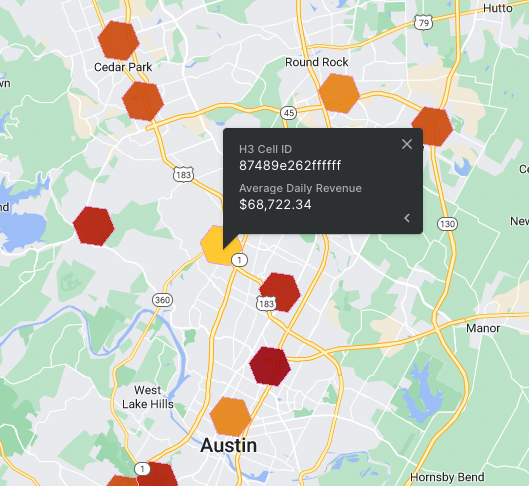 Hutto
79
Cedar Park
Round Rock
45
H3 Cell ID
87489e262ffffff
Average Daily Revenue
$68,722.34
183
130
1
360
183
Manor
West
Lake Hills
Austin
1
Hornsby Bend